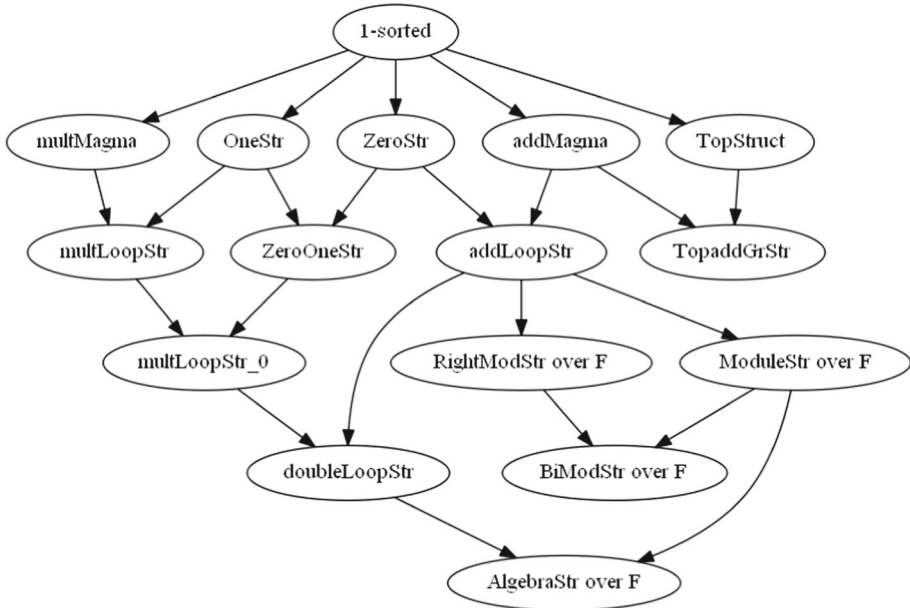 1-sorted
multMagma
OneStr
ZeroStr
addMagma
TopStruct
multLoopStr
ZeroOneStr
addLoopStr
TopaddGrStr
multLoopStr_0
RightModStr over F
ModuleStr over F
doubleLoopStr
BiModStr over F
AlgebraStr over F